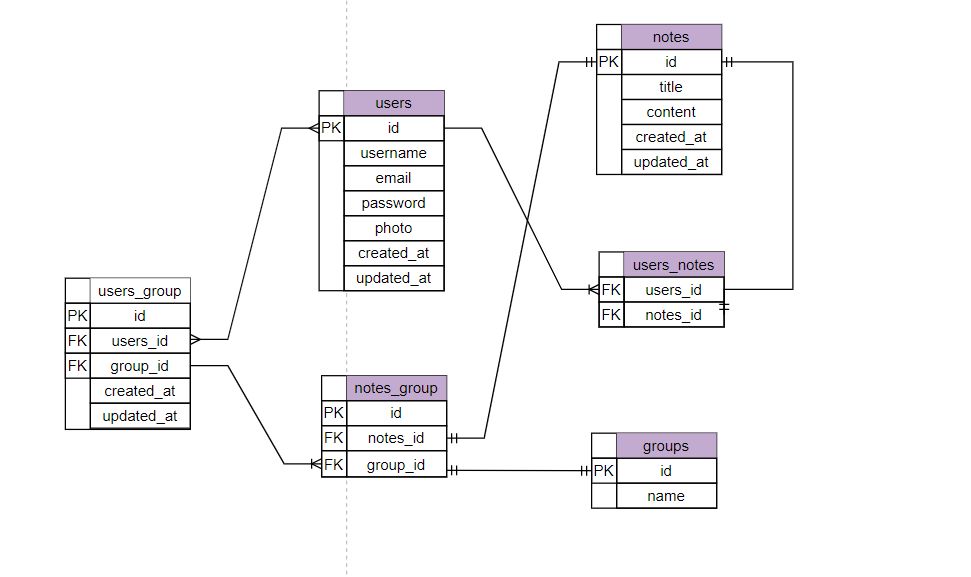 notes
PK id
title
content
created_at
updated_at
users
PK id
username
email
password
photo
created_at
updated_at
users_notes
FK users_id
FK notes_id
users_group
PK id
FK users_id
FK group_id
created_at
updated_at
notes_group
PK id
FK notes_id
FK group_id
groups
PK id
name